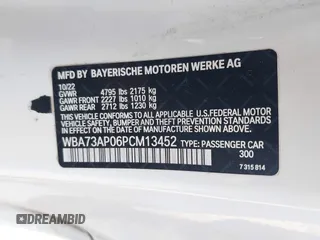 MFD. BY BAYERISCHE MOTOREN WERKE AG
10/22
GVWR 4795 lbs 2175 kg
GAWR FRONT 2227 lbs 1010 kg
GAWR REAR 2712 lbs 1230 kg
THIS VEHICLE CONFORMS TO ALL APPLICABLE U.S.
FEDERAL MOTOR VEHICLE SAFETY, BUMPER, AND
THEFT PREVENTION STANDARDS IN EFFECT ON THE
DATE OF MANUFACTURE SHOWN ABOVE.
WBA73AP06PCM13452 TYPE: PASSENGER CAR
300
7 315 814
DREAMBID